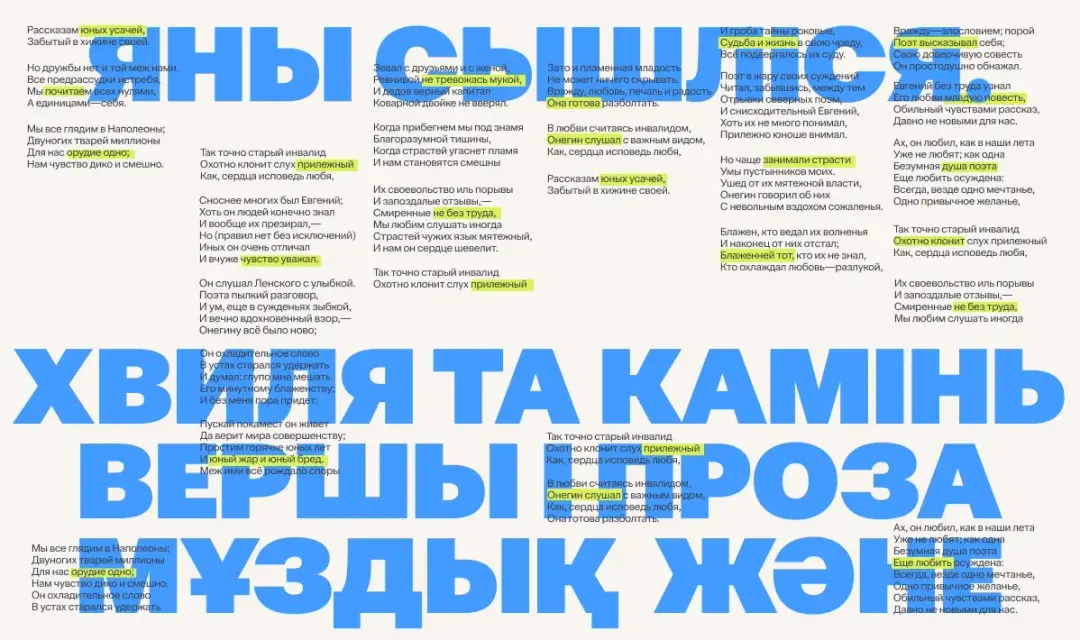 ЯНЫ СЫШЛІСЯ.
Рассказам юных усачей,
Забытый в хижине своей.
Но дружбы нет и той меж нами.
Все предрассудки истребя,
Мы почитаем всех нулями,
А единицами—себя.
Мы все глядим в Наполеоны;
Двуногих тварей миллионы
Для нас орудие одно;
Нам чувство дико и смешно.
Так точно старый инвалид
Охотно клонит слух прилежный
Как, сердца исповедь любя,
Сноснее многих был Евгений;
Хоть он людей конечно знал
И вообще их презирал,—
Но (правил нет без исключений)
Иных он очень отличал
И вчуже чувство уважал.
Он слушал Ленского с улыбкой.
Поэта пылкий разговор,
И ум, еще в сужденьях зыбкой,
И вечно вдохновенный взор,—
Онегину всё было ново;
Он охладительное слово
В устах старался удержать
И думал: глупо мне мешать
Его минутному блаженству;
И без меня пора придет;
Пускай покамест он живет
Да верит мира совершенству;
Простим горячке юных лет
И юный жар и юный бред.
Меж ими всё рождало споры
Зевал с друзьями и с женой,
Ревнивой не тревожась мукой,
И дедов верный капитал
Коварной двойке не вверял.
Когда прибегнем мы под знамя
Благоразумной тишины,
Когда страстей угаснет пламя
И нам становятся смешны
Их своевольство иль порывы
И запоздалые отзывы,—
Смиренные не без труда,
Мы любим слушать иногда
Страстей чужих язык мятежный,
И нам он сердце шевелит.
Так точно старый инвалид
Охотно клонит слух прилежный
Зато и пламенная младость
Не может ничего скрывать.
Вражду, любовь, печаль и радость
Она готова разболтать.
В любви считаясь инвалидом,
Онегин слушал с важным видом,
Как, сердца исповедь любя,
Рассказам юных усачей,
Забытый в хижине своей.
И гроба тайны роковые,
Судьба и жизнь в свою чреду,
Всё подвергалось их суду.
Поэт в жару своих суждений
Читал, забывшись, между тем
Отрывки северных поэм,
И снисходительный Евгений,
Хоть их не много понимал,
Прилежно юноше внимал.
Но чаще занимали страсти
Умы пустынников моих.
Ушед от их мятежной власти,
Онегин говорил об них
С невольным вздохом сожаленья.
Блажен, кто ведал их волненья
И наконец от них отстал;
Блаженней тот, кто их не знал,
Кто охлаждал любовь—разлукой,
Вражду—злословием; порой
Поэт высказывал себя;
Свою доверчивую совесть
Он простодушно обнажал.
Евгений без труда узнал
Его любви младую повесть,
Обильный чувствами рассказ,
Давно не новыми для нас.
Ах, он любил, как в наши лета
Уже не любят; как одна
Безумная душа поэта
Еще любить осуждена:
Всегда, везде одно мечтанье,
Одно привычное желанье,
Так точно старый инвалид
Охотно клонит слух прилежный
Как, сердца исповедь любя,
Их своевольство иль порывы
И запоздалые отзывы,—
Смиренные не без труда,
Мы любим слушать иногда
ХВИЛЯ ТА КАМІНЬ
ВЕРШЫ ПРОЗА
МҰЗДЫҚ ЖӘНЕ
Так точно старый инвалид
Охотно клонит слух прилежный
Как, сердца исповедь любя,
В любви считаясь инвалидом,
Онегин слушал с важным видом,
Как, сердца исповедь любя,
Она готова разболтать.
Мы все глядим в Наполеоны;
Двуногих тварей миллионы
Для нас орудие одно;
Нам чувство дико и смешно.
Он охладительное слово
В устах старался удержать
Ах, он любил, как в наши лета
Уже не любят; как одна
Безумная душа поэта
Еще любить осуждена:
Всегда, везде одно мечтанье,
Одно привычное желанье,
Обильный чувствами рассказ,
Давно не новыми для нас.